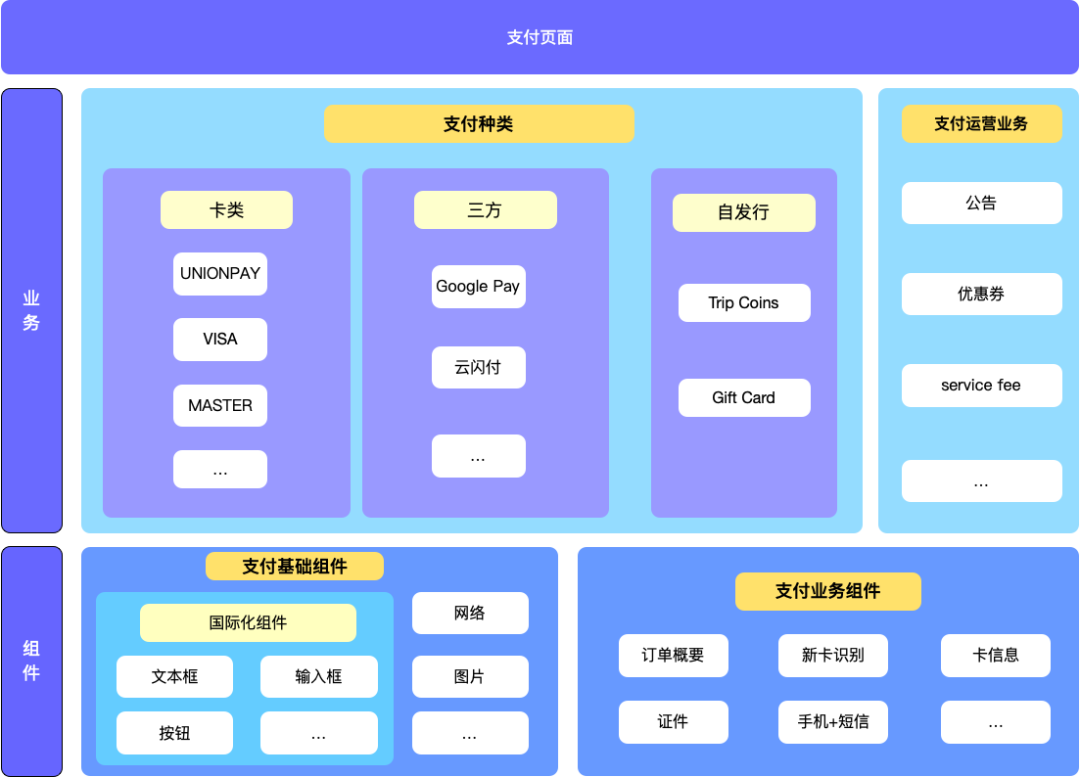 支付页面
业
务
支付种类
卡类
UNIONPAY
VISA
MASTER
...
三方
Google Pay
云闪付
...
自发行
Trip Coins
Gift Card
支付运营业务
公告
优惠券
service fee
...
组
件
支付基础组件
国际化组件
文本框
输入框
按钮
...
网络
图片
...
支付业务组件
订单概要
新卡识别
卡信息
证件
手机+短信
...